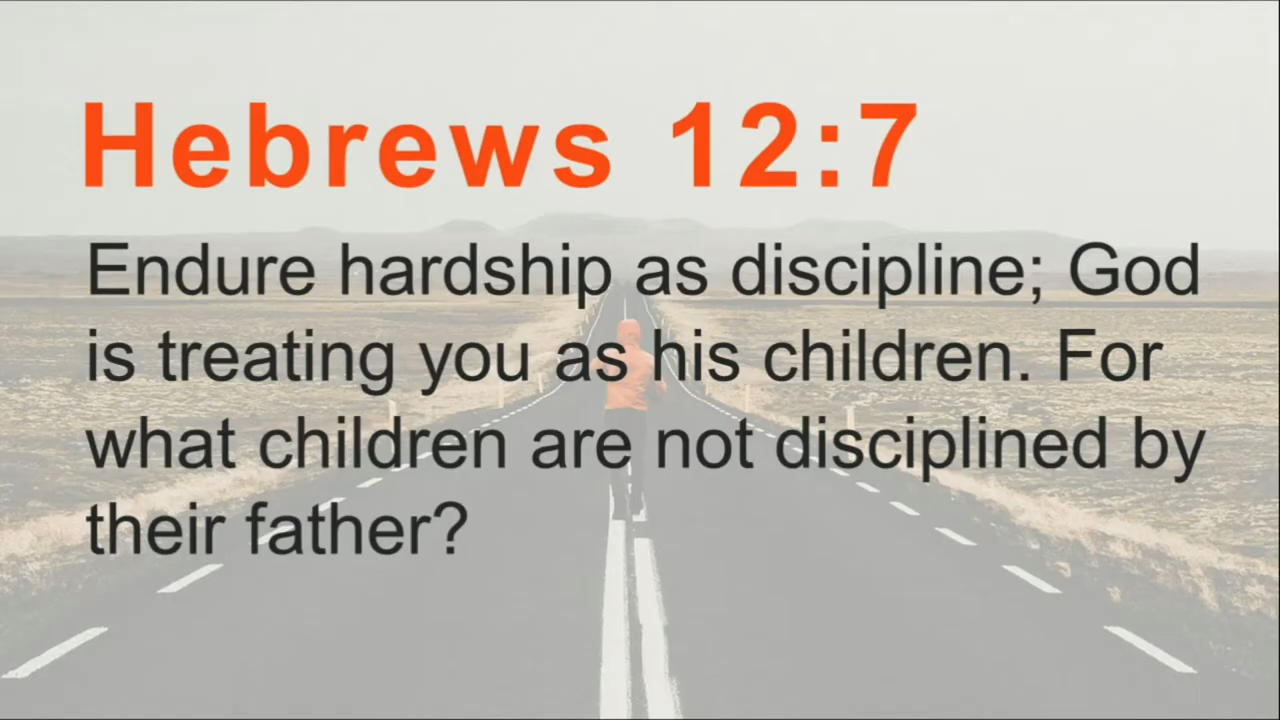 Hebrews 12:7
Endure hardship as discipline; God
is treating you as his children. For
what children are not disciplined by
their father?